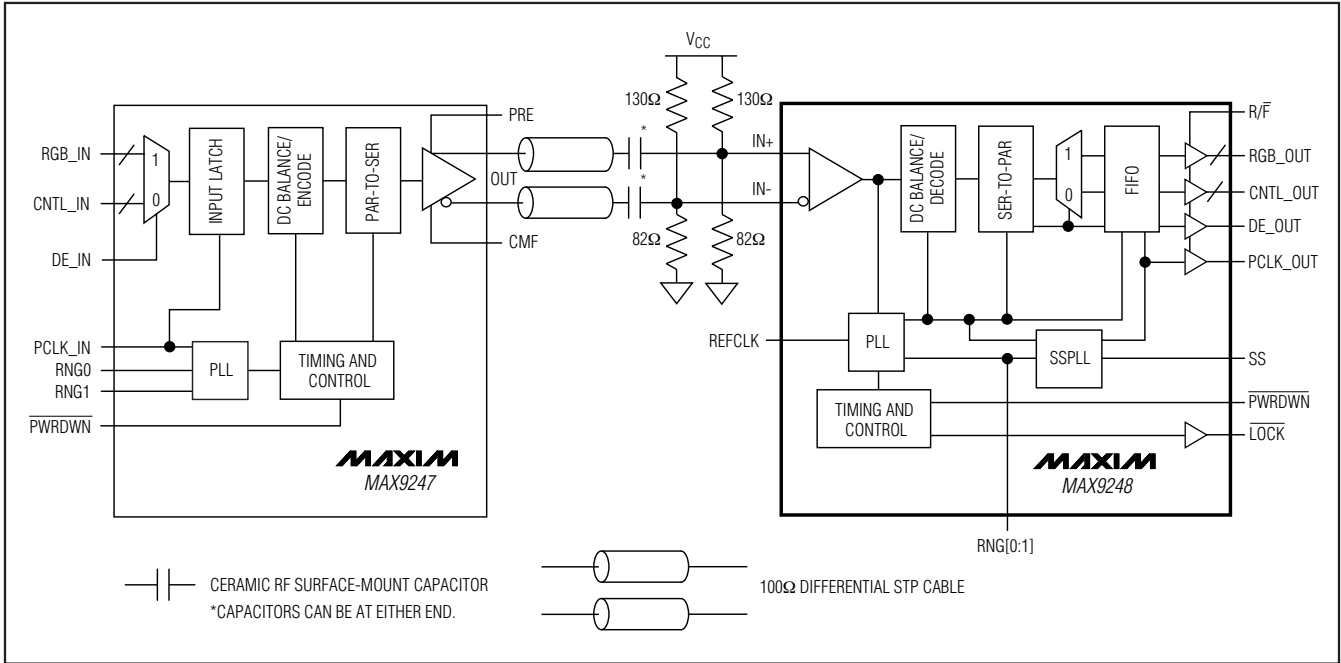 VCC
130Ω
130Ω
PRE
*
*
IN+
IN-
OUT
82Ω
82Ω
CMF
RGB_IN
CNTL_IN
DE_IN
PCLK_IN
RNG0
RNG1
PWRDWN
1
0
INPUT LATCH
DC BALANCE/
ENCODE
PAR-TO-SER
PLL
TIMING AND
CONTROL
MAXIM
MAX9247
DC BALANCE/
DECODE
SER-TO-PAR
1
0
FIFO
R/F
RGB_OUT
CNTL_OUT
DE_OUT
PCLK_OUT
REFCLK
PLL
SSPLL
SS
TIMING AND
CONTROL
PWRDWN
LOCK
MAXIM
MAX9248
RNG[0:1]
CERAMIC RF SURFACE-MOUNT CAPACITOR
*CAPACITORS CAN BE AT EITHER END.
100Ω DIFFERENTIAL STP CABLE